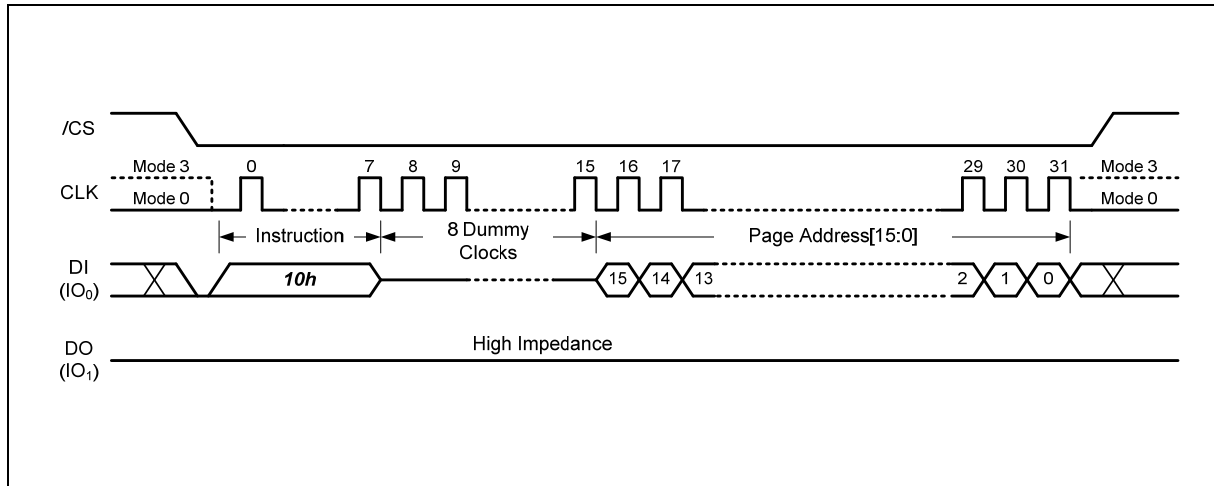 /CS
Mode 3 0 7 8 9 15 16 17 29 30 31 Mode 3
CLK
Mode 0 Mode 0
Instruction 8 Dummy Clocks Page Address[15:0]
DI
(IO₀)
10h 15 14 13 2 1 0
DO
(IO₁)
High Impedance